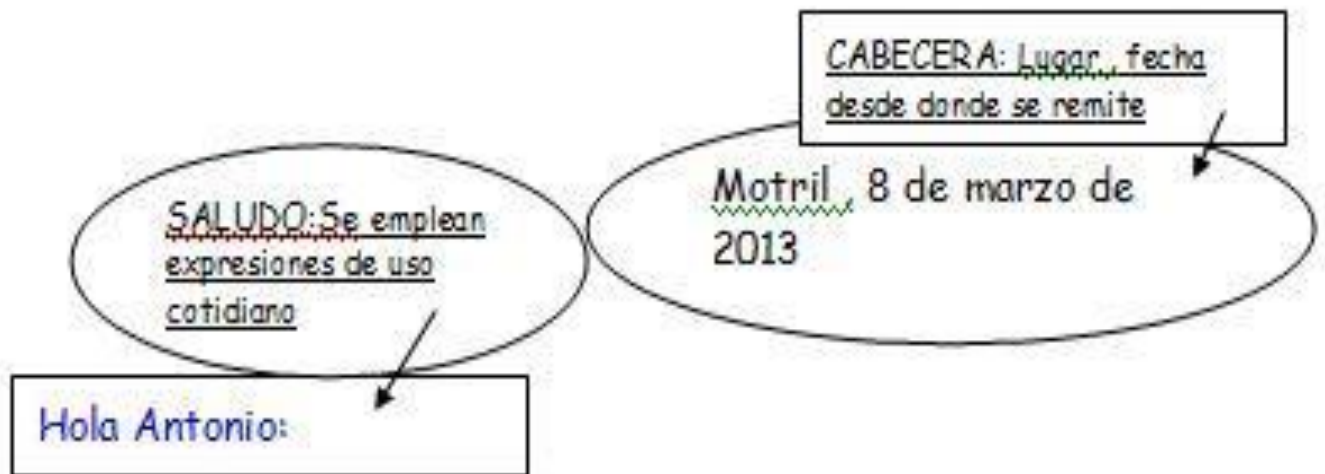 CABECERA: Lugar , fecha
desde donde se remite
Motril , 8 de marzo de
2013
SALUDO:Se emplean
expresiones de uso
cotidiano
Hola Antonio: